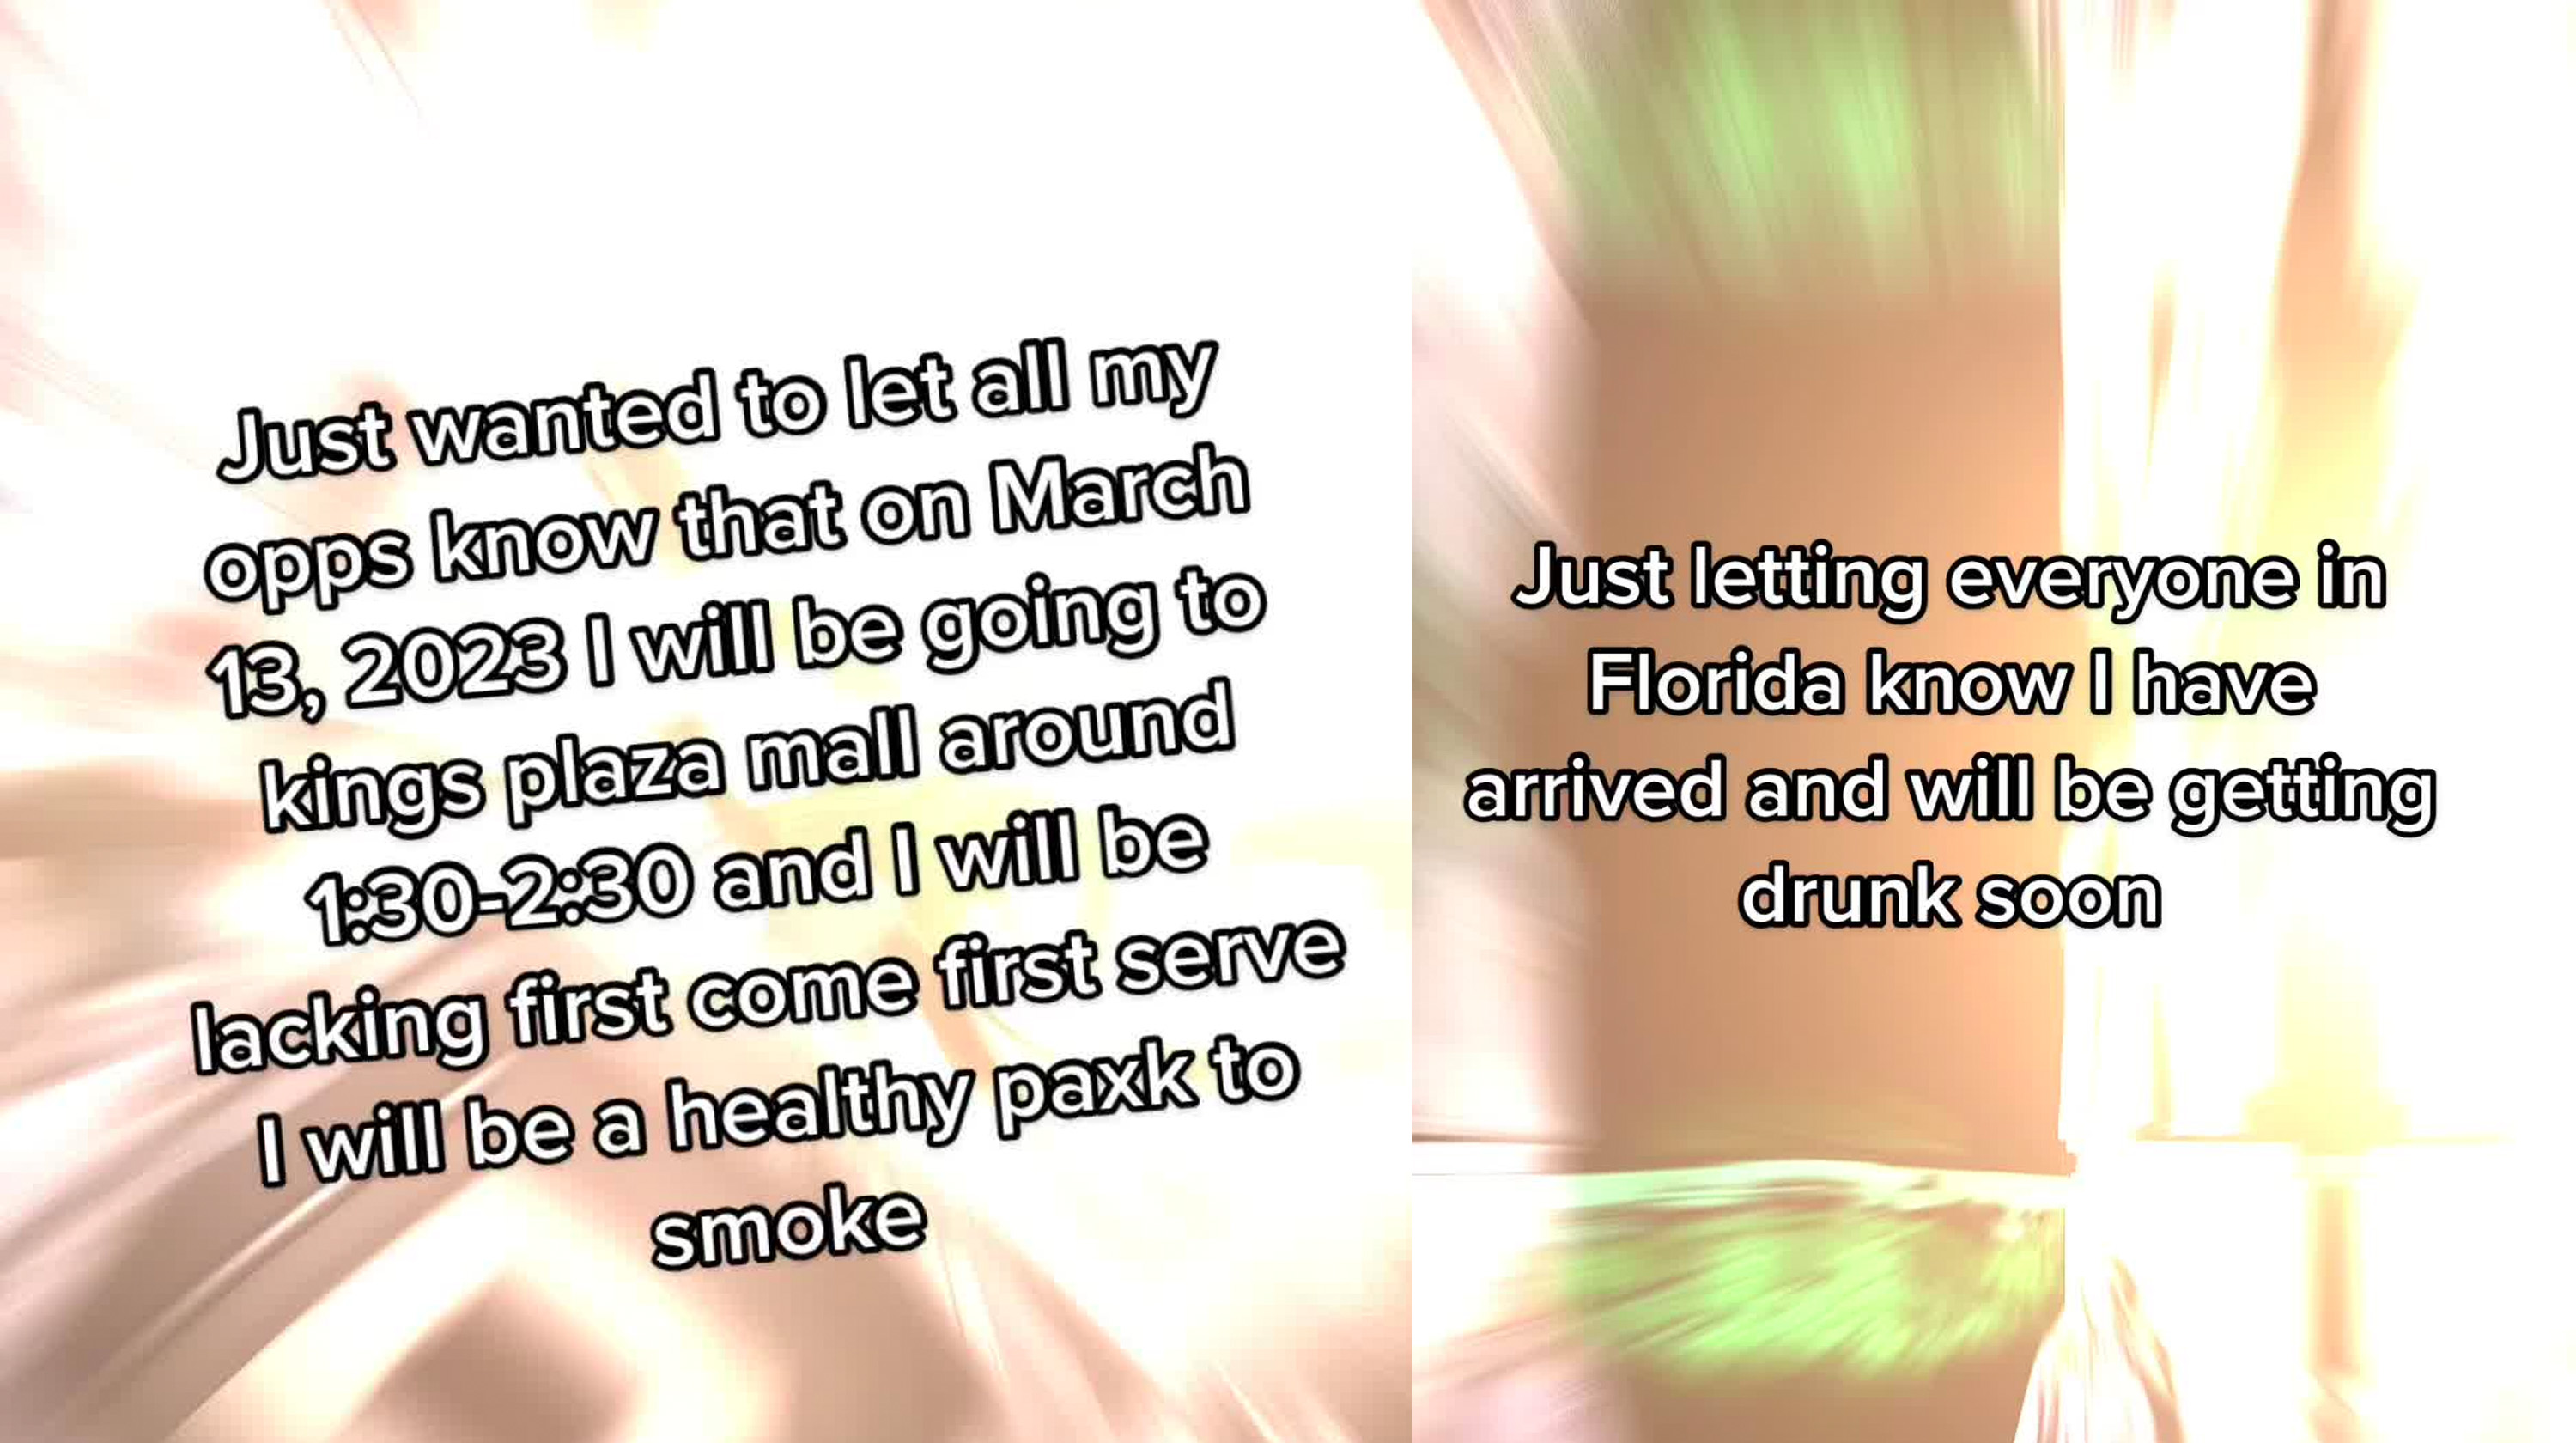 Just wanted to let all my
opps know that on March
13, 2023 I will be going to
kings plaza mall around
1:30-2:30 and I will be
lacking first come first serve
I will be a healthy paxk to
smoke
Just letting everyone in
Florida know I have
arrived and will be getting
drunk soon